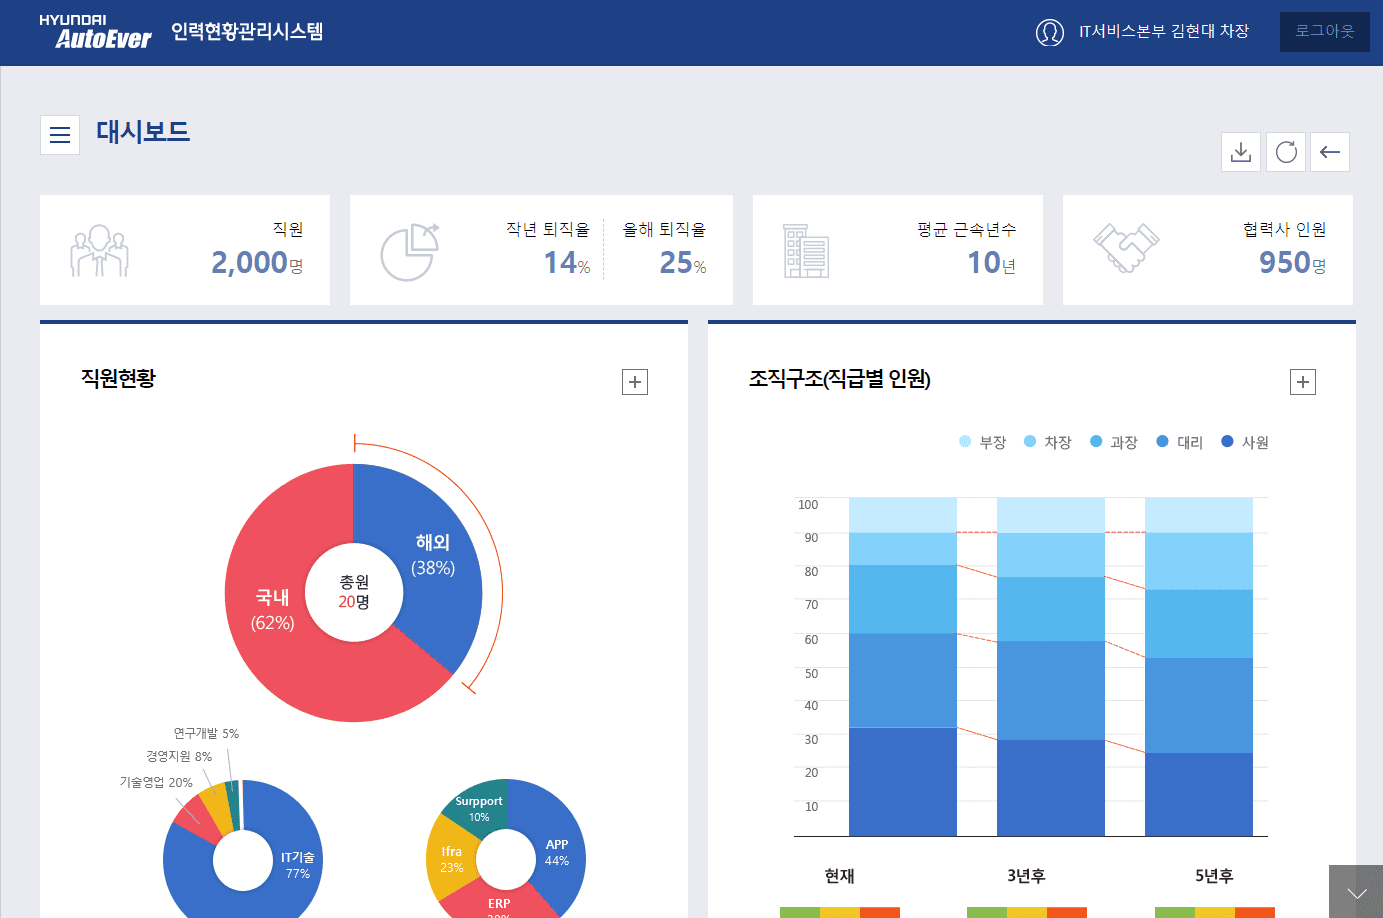 HYUNDAI
AutoEver
인력현황관리시스템
IT서비스본부 김현대 차장
로그아웃
대시보드
직원
2,000명
작년 퇴직율
14%
올해 퇴직율
25%
평균 근속년수
10년
협력사 인원
950명
직원현황
해외
(38%)
총원
20명
국내
(62%)
연구개발 5%
경영지원 8%
기술영업 20%
IT기술
77%
Surpport
10%
APP
44%
Ifra
23%
ERP
조직구조(직급별 인원)
부장 차장 과장 대리 사원
100
90
80
70
60
50
40
30
20
10
현재 3년후 5년후